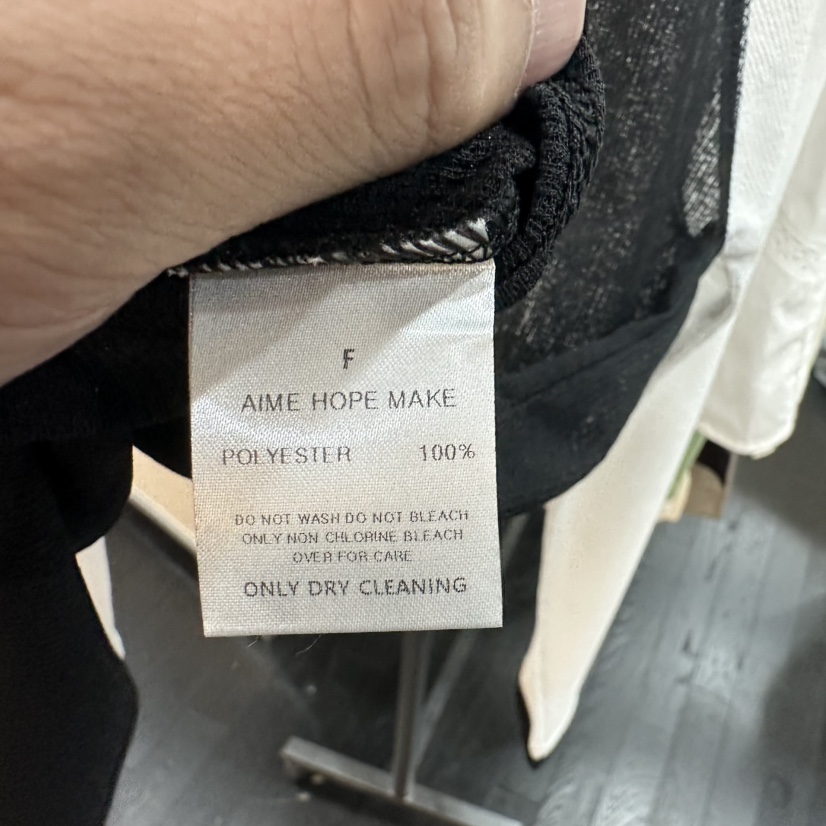 F
AIME HOPE MAKE
POLYESTER 100%
DO NOT WASH DO NOT BLEACH
ONLY NON CHLORINE BLEACH
OVER FOR CARE
ONLY DRY CLEANING